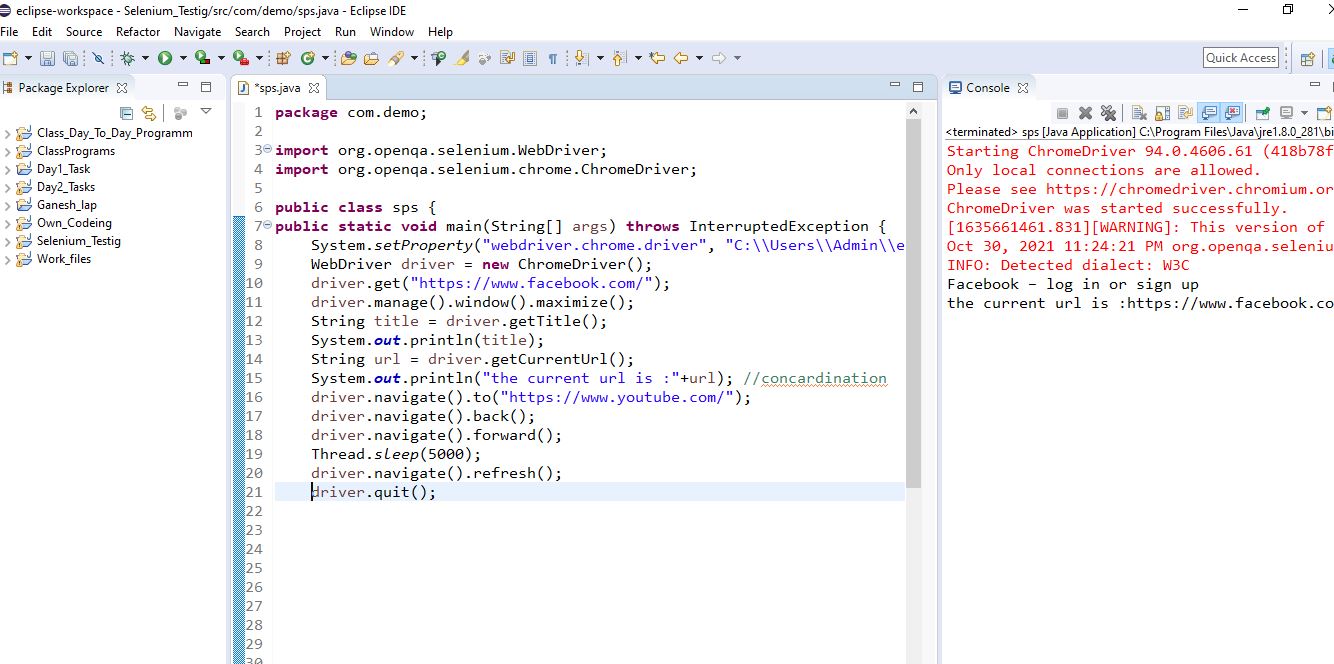 eclipse-workspace - Selenium_Testig/src/com/demo/sps.java - Eclipse IDE
File Edit Source Refactor Navigate Search Project Run Window Help
Quick Access
Package Explorer
Class_Day_To_Day_Programm
ClassPrograms
Day1_Task
Day2_Tasks
Ganesh_lap
Own_Codeing
Selenium_Testig
Work_files
*sps.java
1 package com.demo;
2
3 import org.openqa.selenium.WebDriver;
4 import org.openqa.selenium.chrome.ChromeDriver;
5
6 public class sps {
7 public static void main(String[] args) throws InterruptedException {
8 System.setProperty("webdriver.chrome.driver", "C:\\Users\\Admin\\e
9 WebDriver driver = new ChromeDriver();
10 driver.get("https://www.facebook.com/");
11 driver.manage().window().maximize();
12 String title = driver.getTitle();
13 System.out.println(title);
14 String url = driver.getCurrentUrl();
15 System.out.println("the current url is :"+url); //concardination
16 driver.navigate().to("https://www.youtube.com/");
17 driver.navigate().back();
18 driver.navigate().forward();
19 Thread.sleep(5000);
20 driver.navigate().refresh();
21 driver.quit();
22
23
24
25
26
27
28
29
30
Console
<terminated> sps [Java Application] C:\Program Files\Java\jre1.8.0_281\bi
Starting ChromeDriver 94.0.4606.61 (418b78f
Only local connections are allowed.
Please see https://chromedriver.chromium.or
ChromeDriver was started successfully.
[1635661461.831][WARNING]: This version of
Oct 30, 2021 11:24:21 PM org.openqa.seleniu
INFO: Detected dialect: W3C
Facebook – log in or sign up
the current url is :https://www.facebook.co